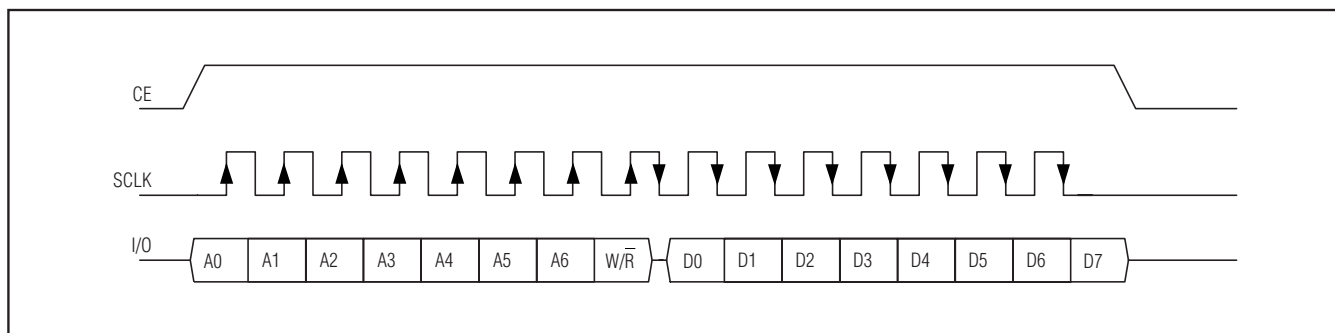 CE
SCLK
I/O A0 A1 A2 A3 A4 A5 A6 W/R̅ D0 D1 D2 D3 D4 D5 D6 D7